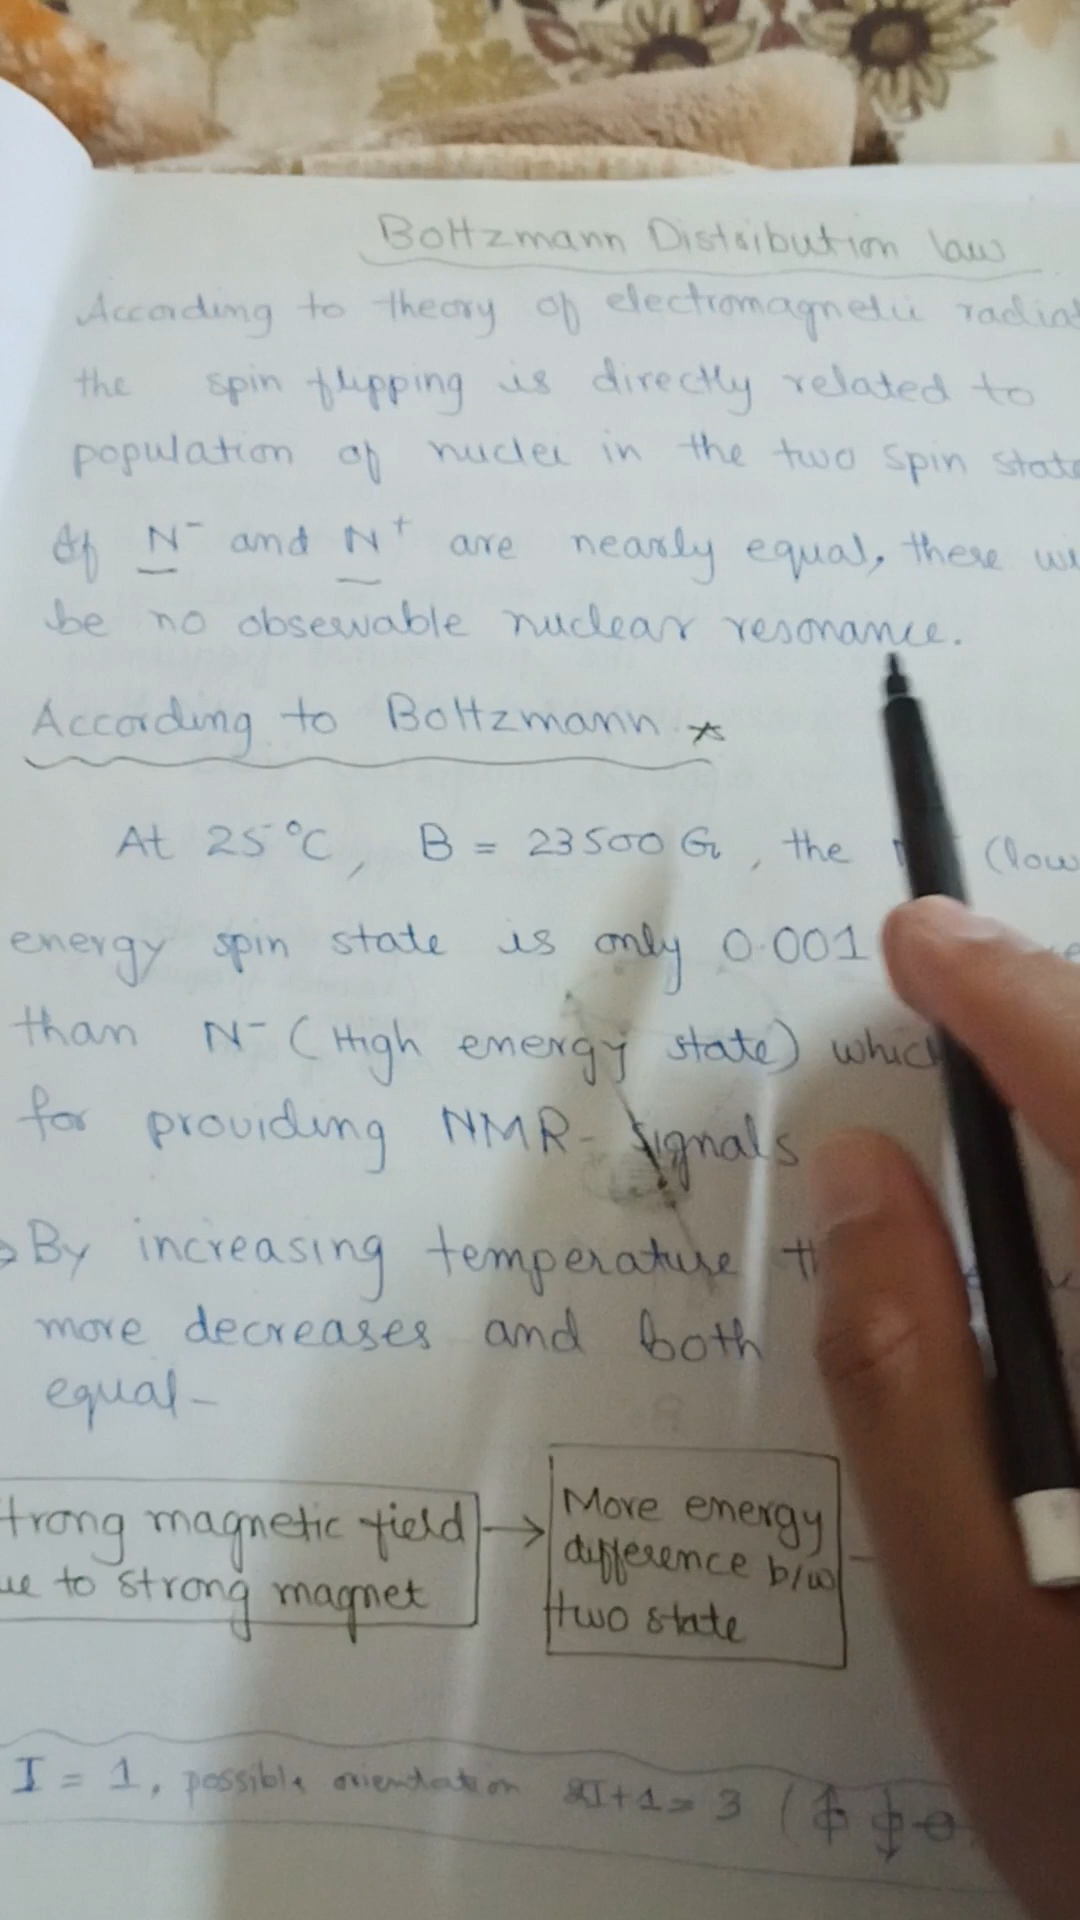 Boltzmann Distribution law
According to theory of electromagnetic
the spin flipping is directly related to
population of nuclei in the two spin
If N⁻ and N⁺ are nearly equal, there
be no observable nuclear resonance.
According to Boltzmann
At 25°C, B = 23500 G, the (low
energy spin state is only 0.001
than N⁻ (High energy state)
for providing NMR- signals
By increasing temperature
more decreases and both
equal-
trong magnetic field → More energy
ue to strong magnet difference b/w
two state
I = 1, possible orientation 2I+1 = 3 (